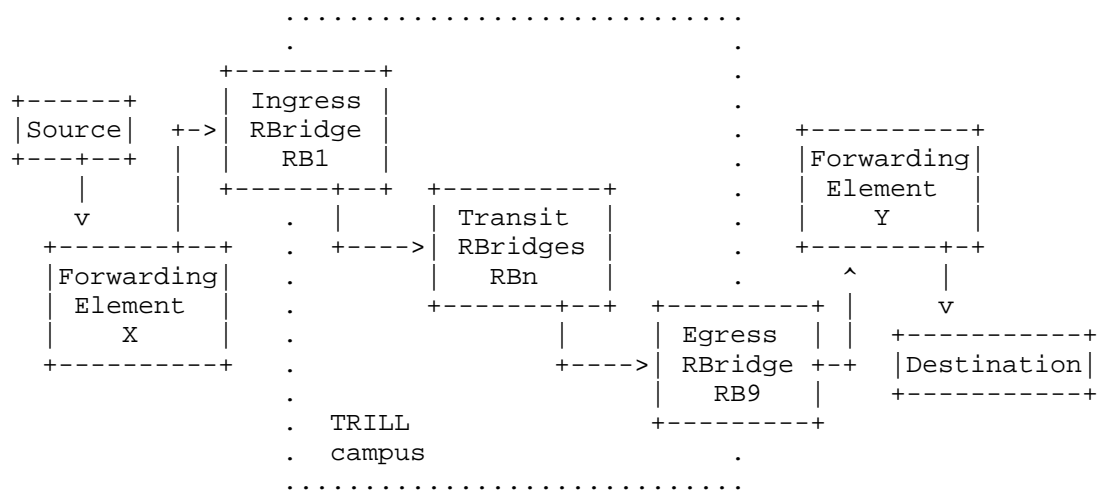 Source
Ingress
RBridge
RB1
Forwarding
Element
X
Transit
RBridges
RBn
Egress
RBridge
RB9
Forwarding
Element
Y
Destination
TRILL
campus